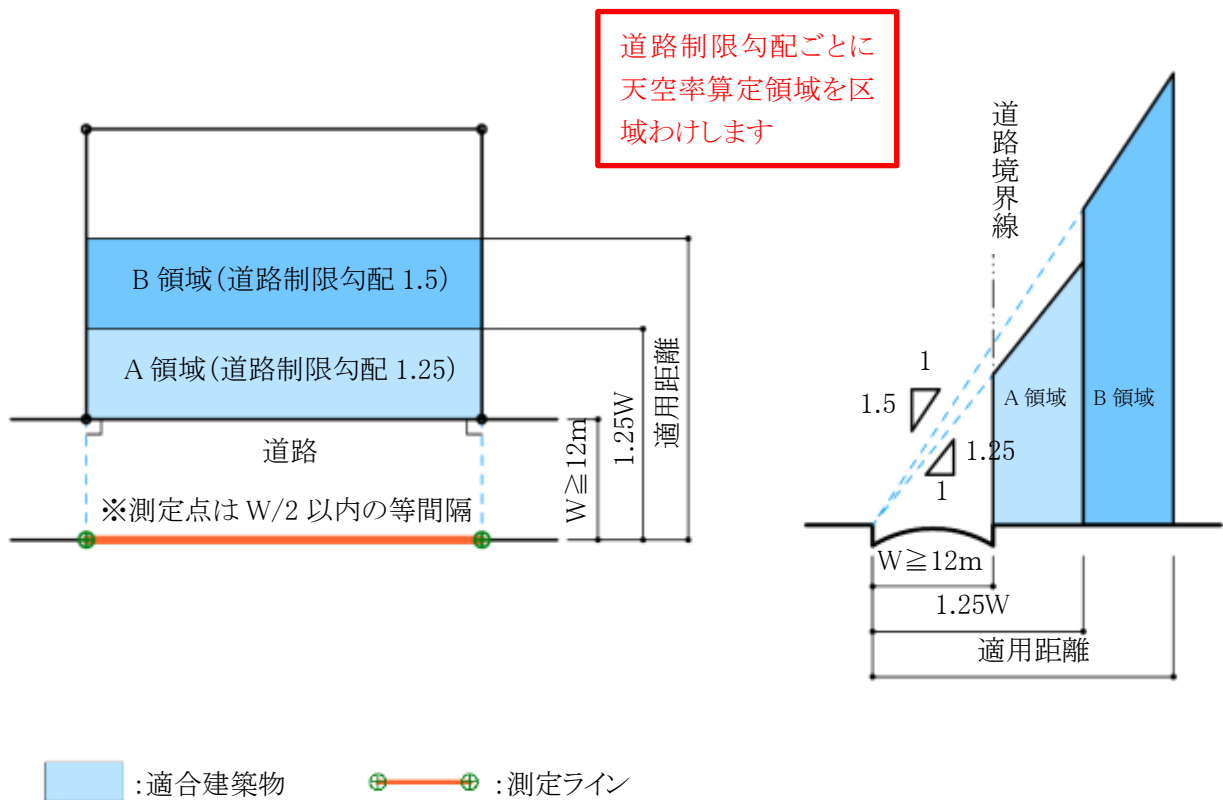 道路制限勾配ごとに
天空率算定領域を区
域わけします
B 領域(道路制限勾配 1.5)
A 領域(道路制限勾配 1.25)
道路
※測定点は W/2 以内の等間隔
W≧12m
1.25W
適用距離
道路境界線
1
1.5
1.25
1
A 領域
B 領域
W≧12m
1.25W
適用距離
:適合建築物
:測定ライン